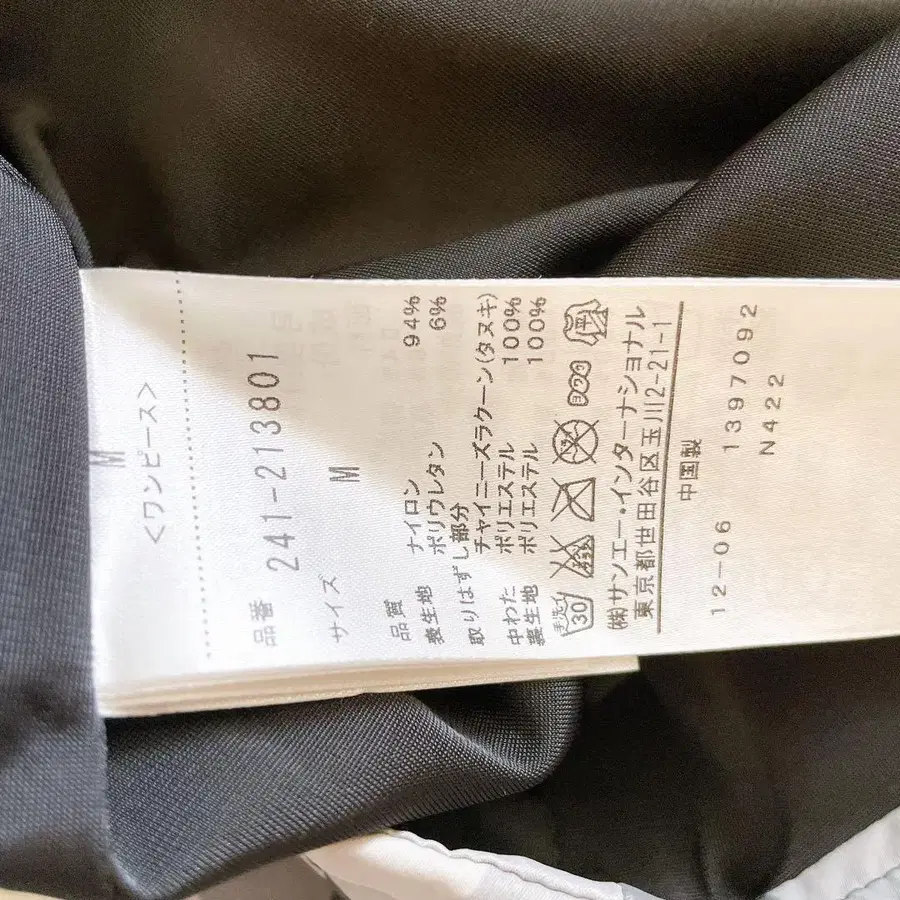 M
<ワンピース>
品番 241-213801
サイズ M
品質
表生地 ナイロン 94%
ポリウレタン 6%
取りはずし部分
チャイニーズラクーン(タヌキ)
中わた ポリエステル 100%
裏生地 ポリエステル 100%
手洗イ 30
(株)サンエー・インターナショナル
東京都世田谷区玉川2-21-1
中国製
12-06 1397092
N422